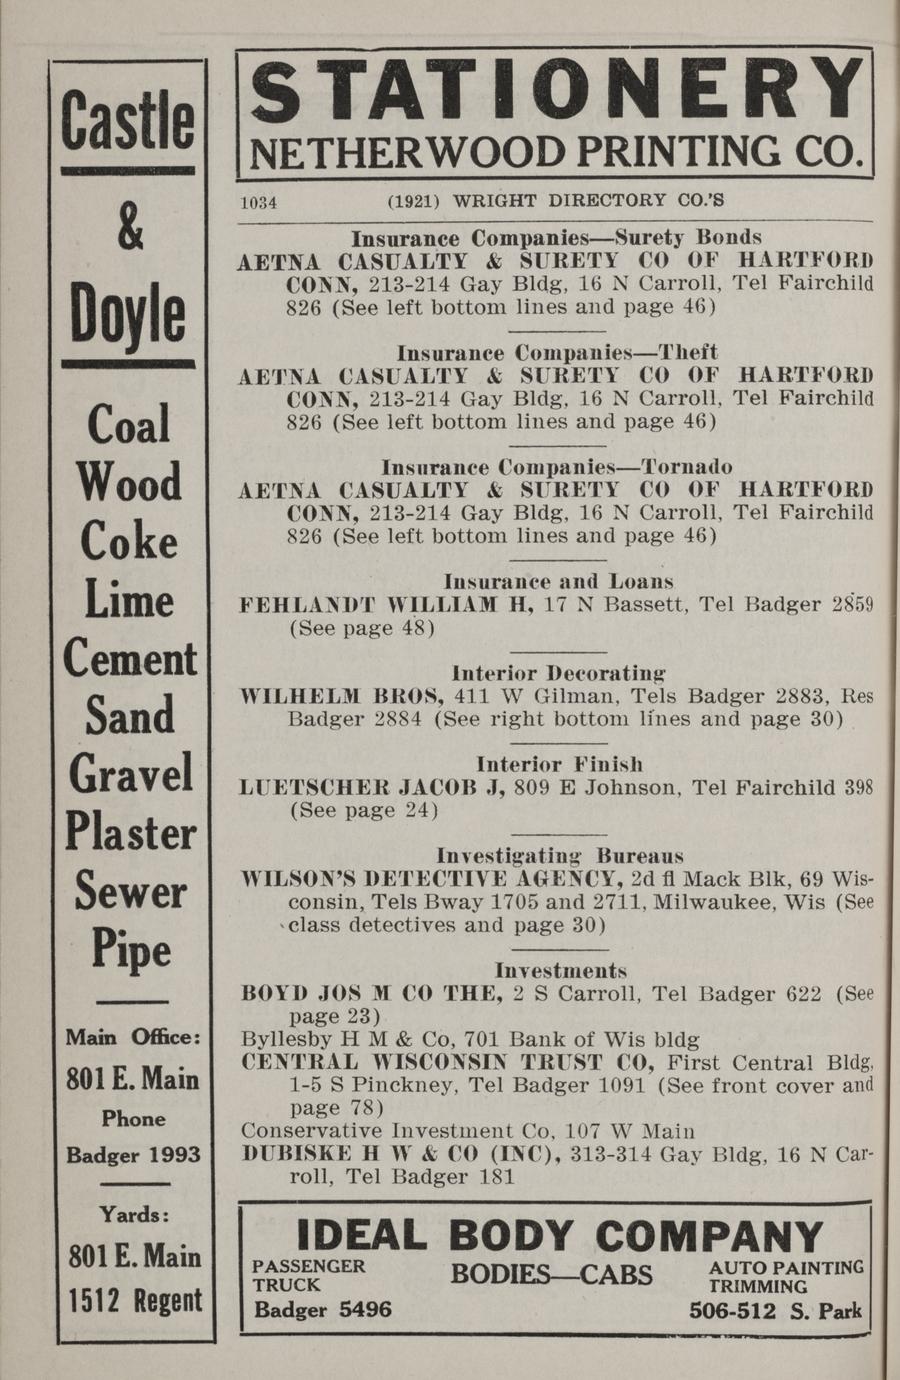 Castle
&
Doyle
Coal
Wood
Coke
Lime
Cement
Sand
Gravel
Plaster
Sewer
Pipe
Main Office:
801 E. Main
Phone
Badger 1993
Yards:
801 E. Main
1512 Regent
STATIONERY
NETHERWOOD PRINTING CO.
1034 (1921) WRIGHT DIRECTORY CO.'S
Insurance Companies—Surety Bonds
AETNA CASUALTY & SURETY CO OF HARTFORD
CONN, 213-214 Gay Bldg, 16 N Carroll, Tel Fairchild
826 (See left bottom lines and page 46)
Insurance Companies—Theft
AETNA CASUALTY & SURETY CO OF HARTFORD
CONN, 213-214 Gay Bldg, 16 N Carroll, Tel Fairchild
826 (See left bottom lines and page 46)
Insurance Companies—Tornado
AETNA CASUALTY & SURETY CO OF HARTFORD
CONN, 213-214 Gay Bldg, 16 N Carroll, Tel Fairchild
826 (See left bottom lines and page 46)
Insurance and Loans
FEHLANDT WILLIAM H, 17 N Bassett, Tel Badger 2859
(See page 48)
Interior Decorating
WILHELM BROS, 411 W Gilman, Tels Badger 2883, Res
Badger 2884 (See right bottom lines and page 30)
Interior Finish
LUETSCHER JACOB J, 809 E Johnson, Tel Fairchild 398
(See page 24)
Investigating Bureaus
WILSON'S DETECTIVE AGENCY, 2d fl Mack Blk, 69 Wis-
consin, Tels Bway 1705 and 2711, Milwaukee, Wis (See
class detectives and page 30)
Investments
BOYD JOS M CO THE, 2 S Carroll, Tel Badger 622 (See
page 23)
Byllesby H M & Co, 701 Bank of Wis bldg
CENTRAL WISCONSIN TRUST CO, First Central Bldg,
1-5 S Pinckney, Tel Badger 1091 (See front cover and
page 78)
Conservative Investment Co, 107 W Main
DUBISKE H W & CO (INC), 313-314 Gay Bldg, 16 N Car-
roll, Tel Badger 181
IDEAL BODY COMPANY
PASSENGER
TRUCK
Badger 5496
BODIES—CABS
AUTO PAINTING
TRIMMING
506-512 S. Park